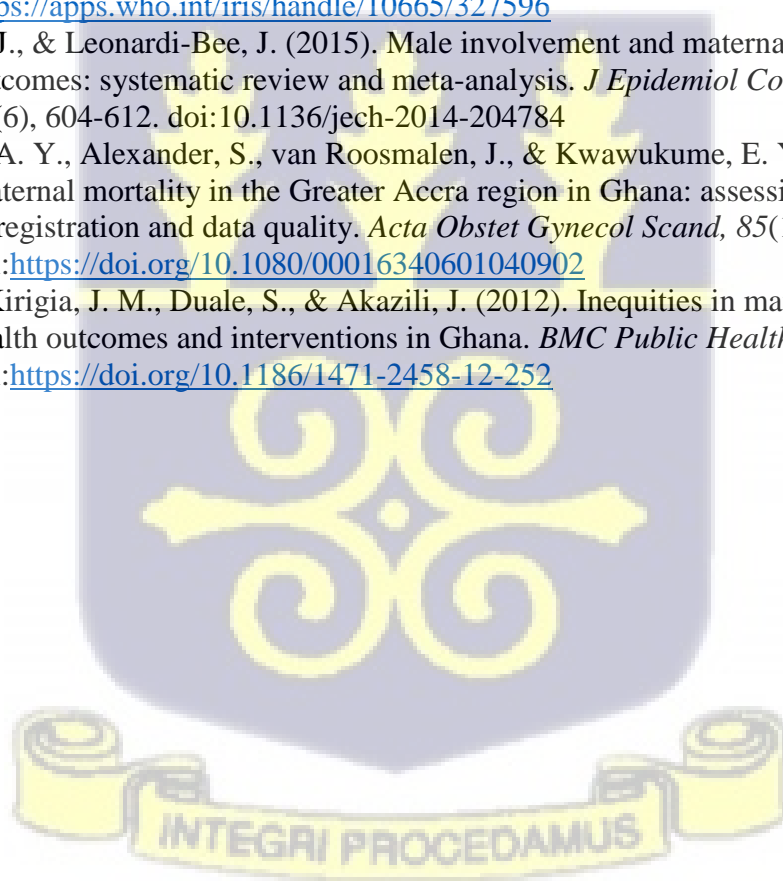 ps://apps.who.int/iris/handle/10665/327596
J., & Leonardi-Bee, J. (2015). Male involvement and materna
tcomes: systematic review and meta-analysis. J Epidemiol Co
(6), 604-612. doi:10.1136/jech-2014-204784
A. Y., Alexander, S., van Roosmalen, J., & Kwawukume, E. Y
aternal mortality in the Greater Accra region in Ghana: assessi
registration and data quality. Acta Obstet Gynecol Scand, 85(
:https://doi.org/10.1080/00016340601040902
Kirigia, J. M., Duale, S., & Akazili, J. (2012). Inequities in ma
alth outcomes and interventions in Ghana. BMC Public Health
:https://doi.org/10.1186/1471-2458-12-252
INTEGRI PROCEDAMUS